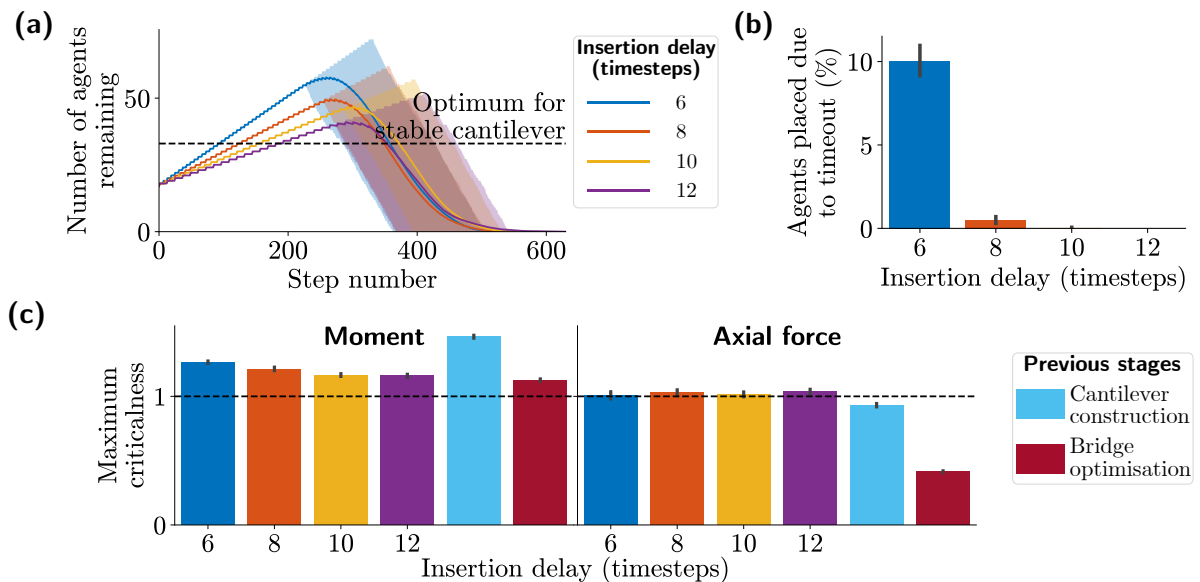 (a)
Number of agents
remaining
50
0
0
200
400
600
Step number
Optimum for
stable cantilever
Insertion delay
(timesteps)
6
8
10
12
(b)
Agents placed due
to timeout (%)
10
5
0
6
8
10
12
Insertion delay (timesteps)
(c)
Maximum
criticalness
1
0
Moment
Axial force
6
8
10
12
6
8
10
12
Insertion delay (timesteps)
Previous stages
Cantilever
construction
Bridge
optimisation